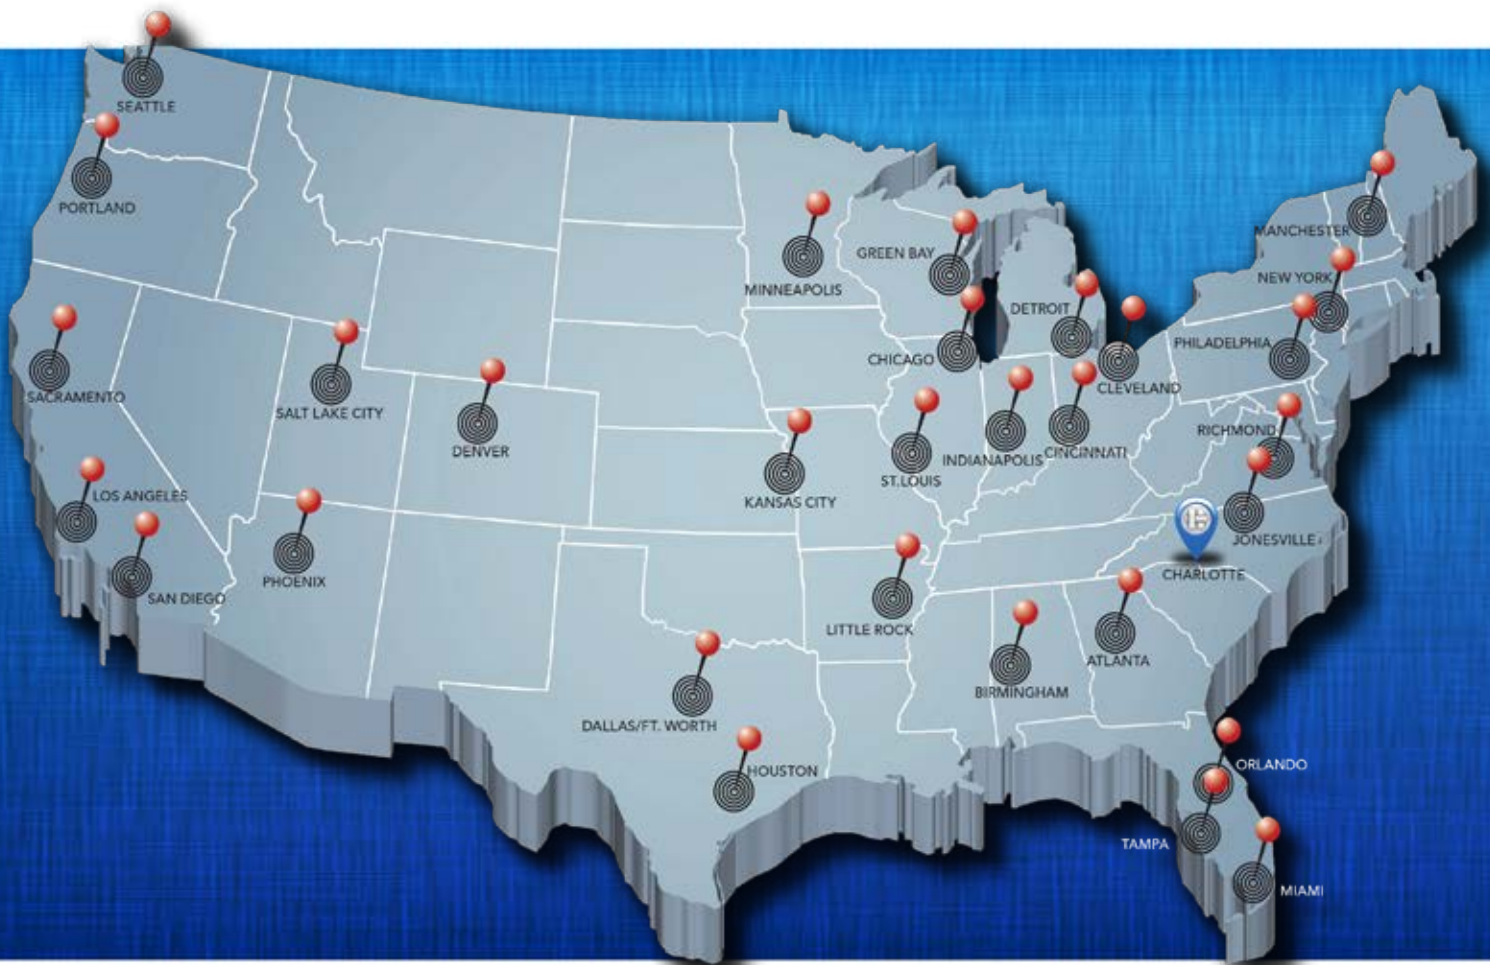 SEATTLE
PORTLAND
MANCHESTER
GREEN BAY
NEW YORK
MINNEAPOLIS
DETROIT
PHILADELPHIA
CHICAGO
CLEVELAND
SACRAMENTO
SALT LAKE CITY
RICHMOND
DENVER
INDIANAPOLIS
CINCINNATI
ST.LOUIS
LOS ANGELES
KANSAS CITY
JONESVILLE
CHARLOTTE
PHOENIX
SAN DIEGO
LITTLE ROCK
ATLANTA
BIRMINGHAM
DALLAS/FT. WORTH
ORLANDO
HOUSTON
TAMPA
MIAMI